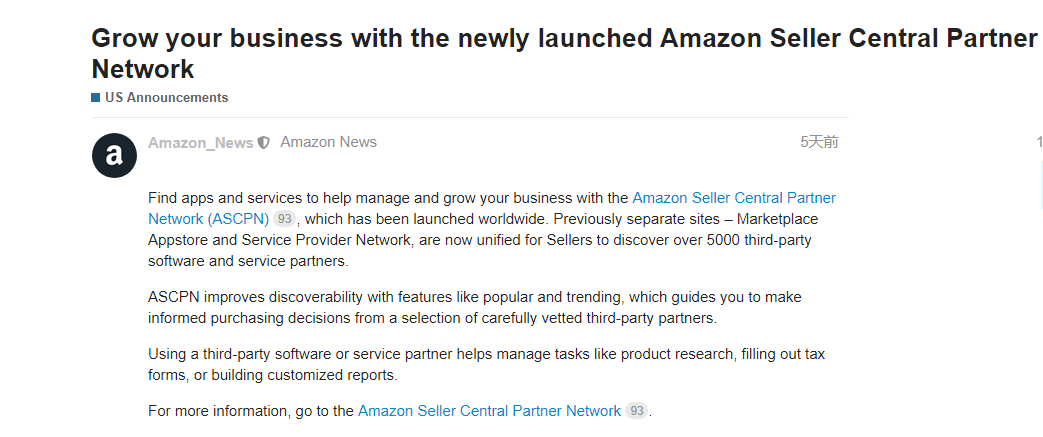 Grow your business with the newly launched Amazon Seller Central Partner
Network
US Announcements
a
Amazon_News Amazon News 5天前
1
Find apps and services to help manage and grow your business with the Amazon Seller Central Partner
Network (ASCPN) 93, which has been launched worldwide. Previously separate sites – Marketplace
Appstore and Service Provider Network, are now unified for Sellers to discover over 5000 third-party
software and service partners.
ASCPN improves discoverability with features like popular and trending, which guides you to make
informed purchasing decisions from a selection of carefully vetted third-party partners.
Using a third-party software or service partner helps manage tasks like product research, filling out tax
forms, or building customized reports.
For more information, go to the Amazon Seller Central Partner Network 93.